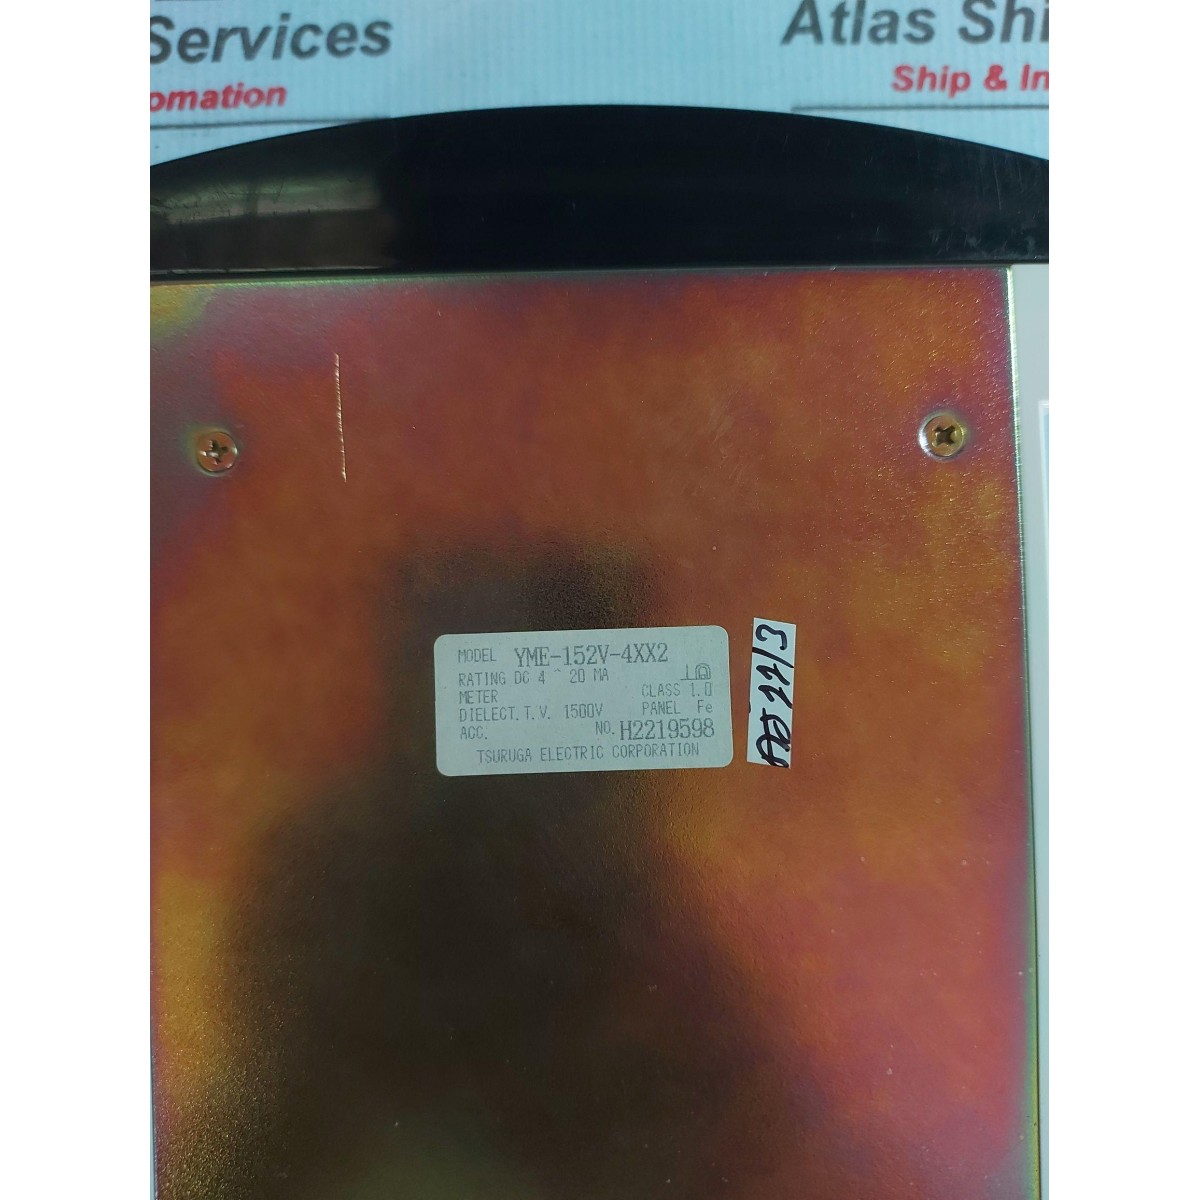 Services
omation
Atlas Shi
Ship & In
MODEL YME-152V-4XX2
RATING DC 4 ~ 20 MA
METER CLASS 1.0
DIELECT.T.V. 1500V PANEL Fe
ACC. NO. H2219598
TSURUGA ELECTRIC CORPORATION